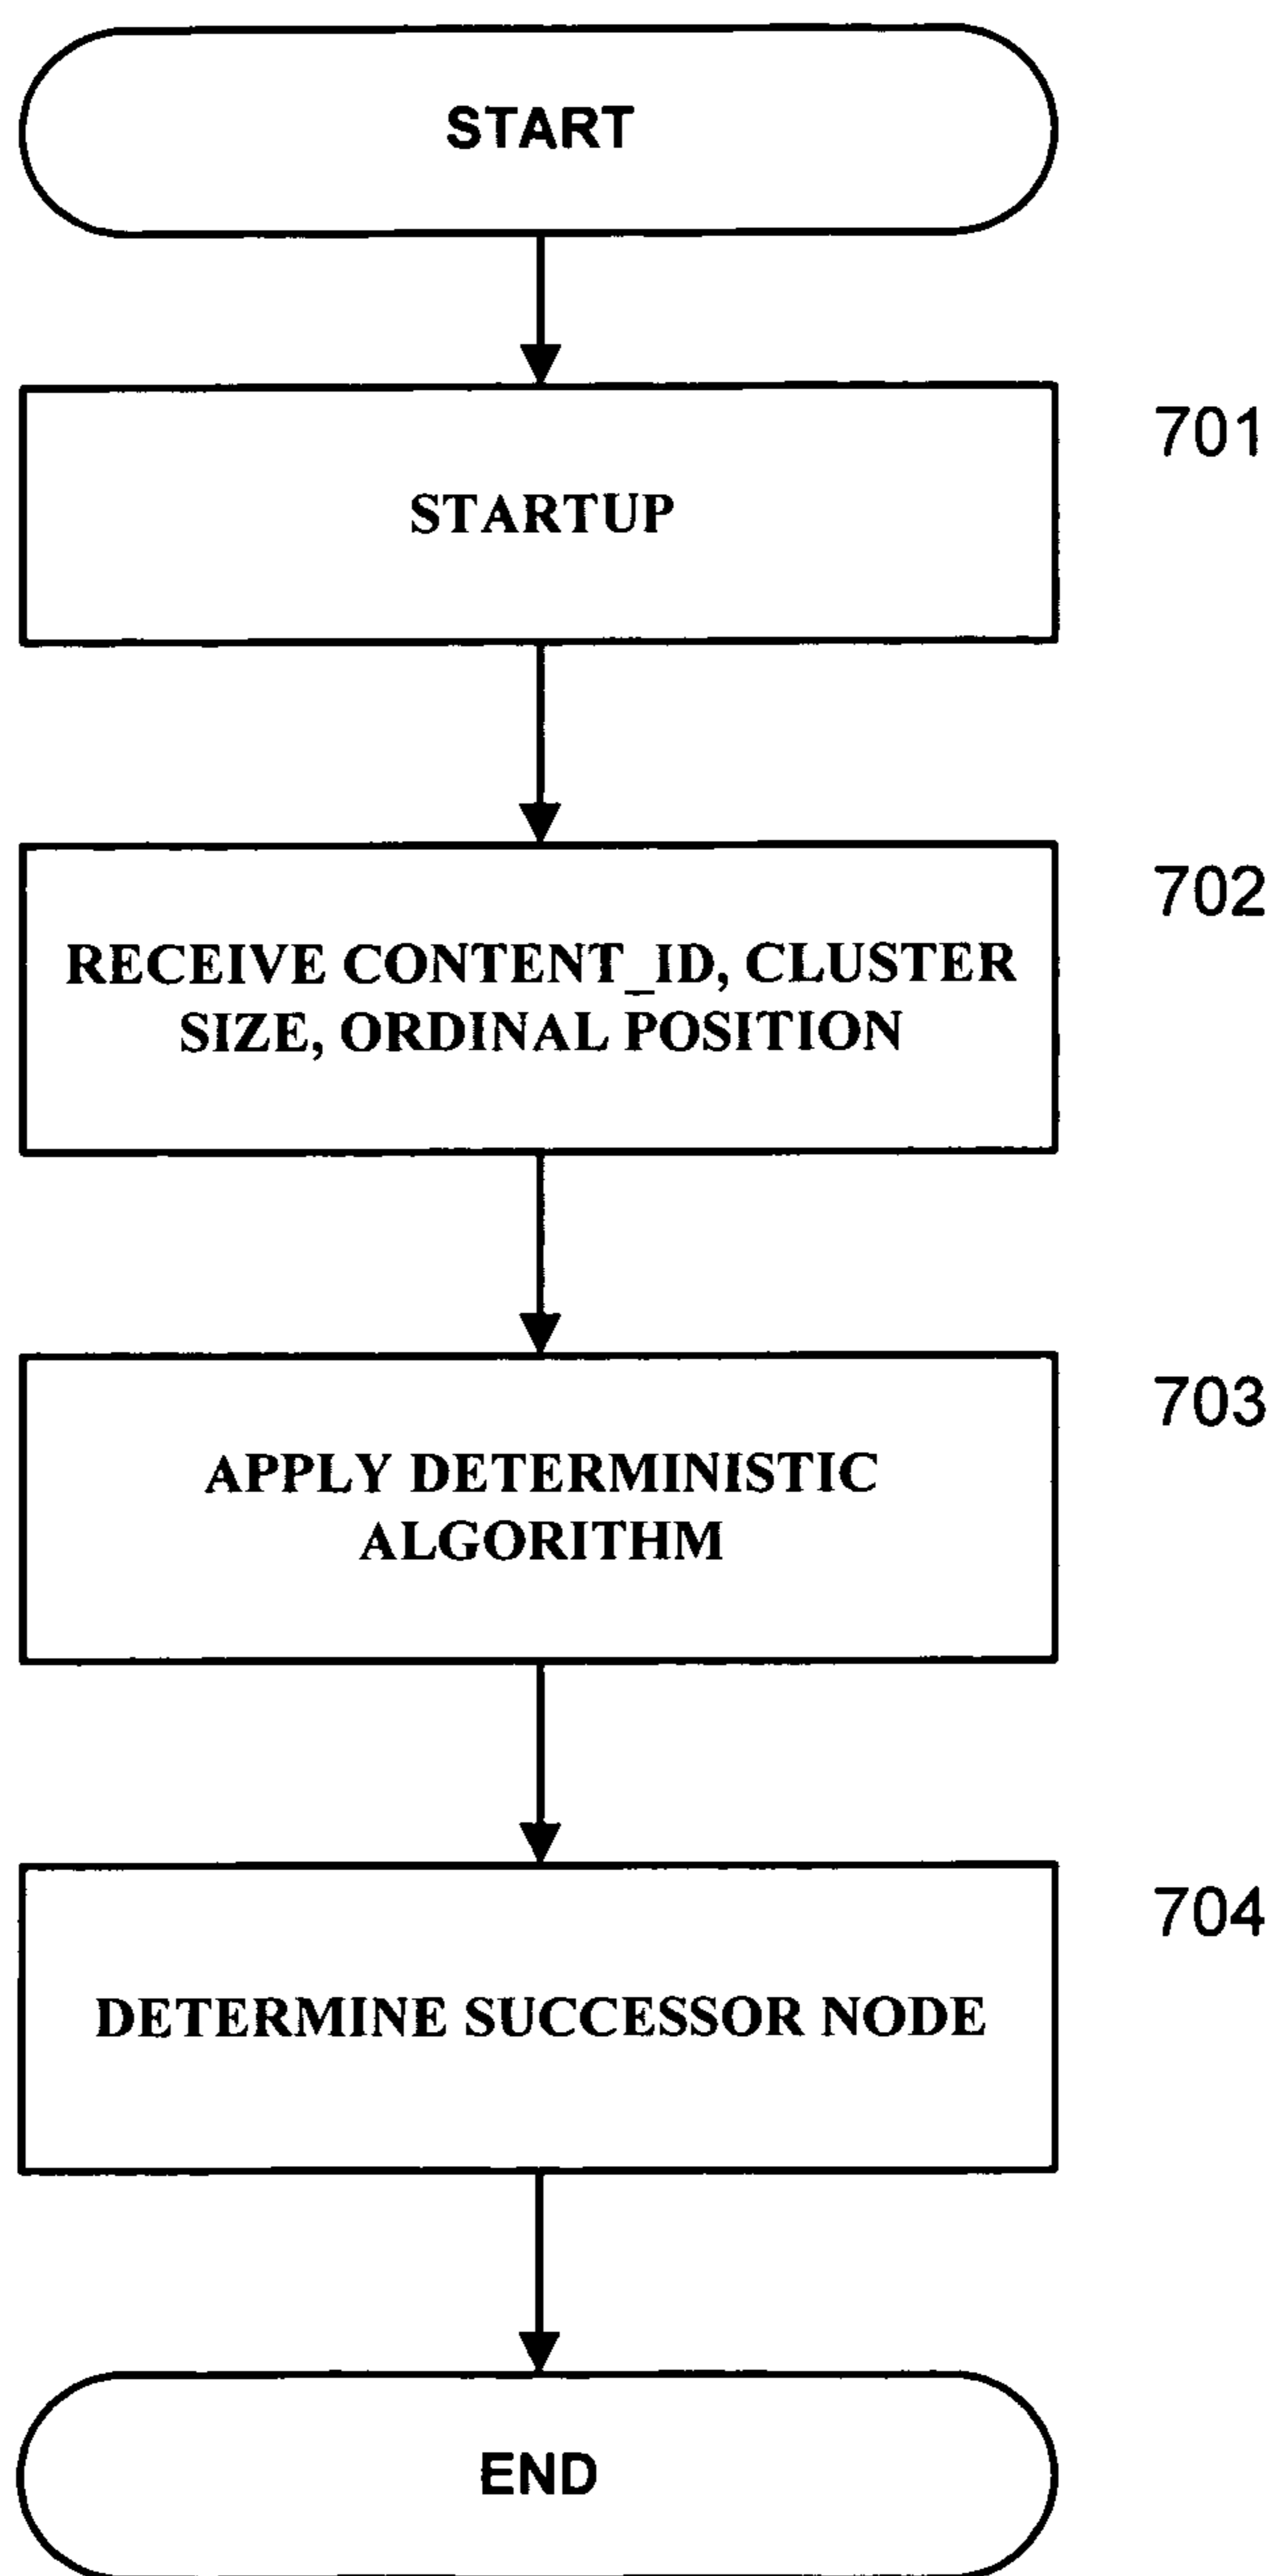 START
701
STARTUP
702
RECEIVE CONTENT_ID, CLUSTER
SIZE, ORDINAL POSITION
703
APPLY DETERMINISTIC
ALGORITHM
704
DETERMINE SUCCESSOR NODE
END